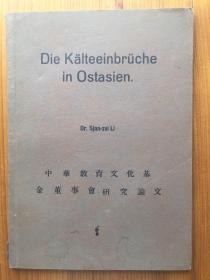 Die Kälteeinbrüche
in Ostasien.
Dr. Sjan-zsi Li
中華敎育文化基
金董事會研究論文